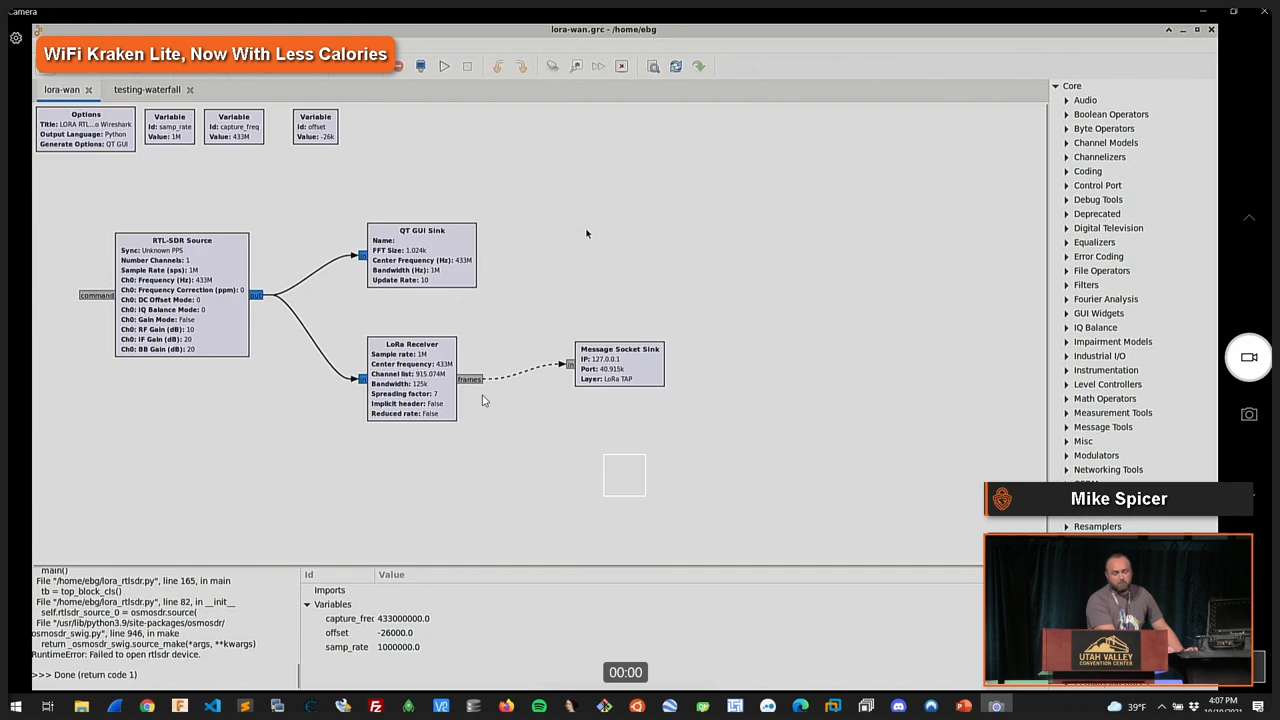 Camera
lora-wan.grc - /home/ebg
WiFi Kraken Lite, Now With Less Calories
lora-wan
testing-waterfall
Options
Title: LORA RTL...o Wireshark
Output Language: Python
Generate Options: QT GUI
Variable
Id: samp_rate
Value: 1M
Variable
Id: capture_freq
Value: 433M
Variable
Id: offset
Value: -26k
RTL-SDR Source
Sync: Unknown PPS
Number Channels: 1
Sample Rate (sps): 1M
Ch0: Frequency (Hz): 433M
Ch0: Frequency Correction (ppm): 0
Ch0: DC Offset Mode: 0
Ch0: IQ Balance Mode: 0
Ch0: Gain Mode: False
Ch0: RF Gain (dB): 10
Ch0: IF Gain (dB): 20
Ch0: BB Gain (dB): 20
command
out
in
QT GUI Sink
Name:
FFT Size: 1.024k
Center Frequency (Hz): 433M
Bandwidth (Hz): 1M
Update Rate: 10
in
LoRa Receiver
Sample rate: 1M
Center frequency: 433M
Channel list: 915.074M
Bandwidth: 125k
Spreading factor: 7
Implicit header: False
Reduced rate: False
frames
in
Message Socket Sink
IP: 127.0.0.1
Port: 40.915k
Layer: LoRa TAP
Core
Audio
Boolean Operators
Byte Operators
Channel Models
Channelizers
Coding
Control Port
Debug Tools
Deprecated
Digital Television
Equalizers
Error Coding
File Operators
Filters
Fourier Analysis
GUI Widgets
IQ Balance
Impairment Models
Industrial I/O
Instrumentation
Level Controllers
Math Operators
Measurement Tools
Message Tools
Misc
Modulators
Networking Tools
Resamplers
Mike Spicer
UTAH VALLEY
CONVENTION CENTER
main()
File "/home/ebg/lora_rtlsdr.py", line 165, in main
tb = top_block_cls()
File "/home/ebg/lora_rtlsdr.py", line 82, in __init__
self.rtlsdr_source_0 = osmosdr.source(
File "/usr/lib/python3.9/site-packages/osmosdr/
osmosdr_swig.py", line 946, in make
return _osmosdr_swig.source_make(*args, **kwargs)
RuntimeError: Failed to open rtlsdr device.
>>> Done (return code 1)
Id Value
Imports
Variables
capture_freq 433000000.0
offset -26000.0
samp_rate 1000000.0
00:00
39°F
4:07 PM
10/10/2021